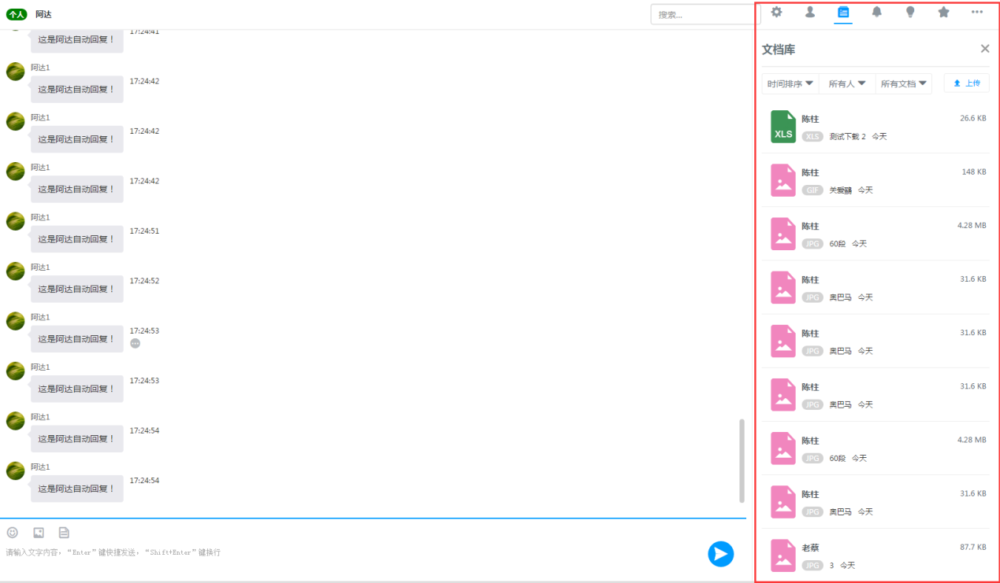 个人 阿达
搜索...
17:24:41
这是阿达自动回复！
阿达1
17:24:42
这是阿达自动回复！
阿达1
17:24:42
这是阿达自动回复！
阿达1
17:24:42
这是阿达自动回复！
阿达1
17:24:51
这是阿达自动回复！
阿达1
17:24:52
这是阿达自动回复！
阿达1
17:24:53
这是阿达自动回复！
阿达1
17:24:53
这是阿达自动回复！
阿达1
17:24:54
这是阿达自动回复！
阿达1
17:24:54
这是阿达自动回复！
请输入文字内容，“Enter”键快捷发送，“Shift+Enter”键换行
文档库
时间排序 所有人 所有文档 上传
XLS
陈柱 26.6 KB
XLS 测试下载 2 今天
陈柱 148 KB
GIF 关爱鷭 今天
陈柱 4.28 MB
JPG 60段 今天
陈柱 31.6 KB
JPG 奥巴马 今天
陈柱 31.6 KB
JPG 奥巴马 今天
陈柱 31.6 KB
JPG 奥巴马 今天
陈柱 4.28 MB
JPG 60段 今天
陈柱 31.6 KB
JPG 奥巴马 今天
老蔡 87.7 KB
JPG 3 今天